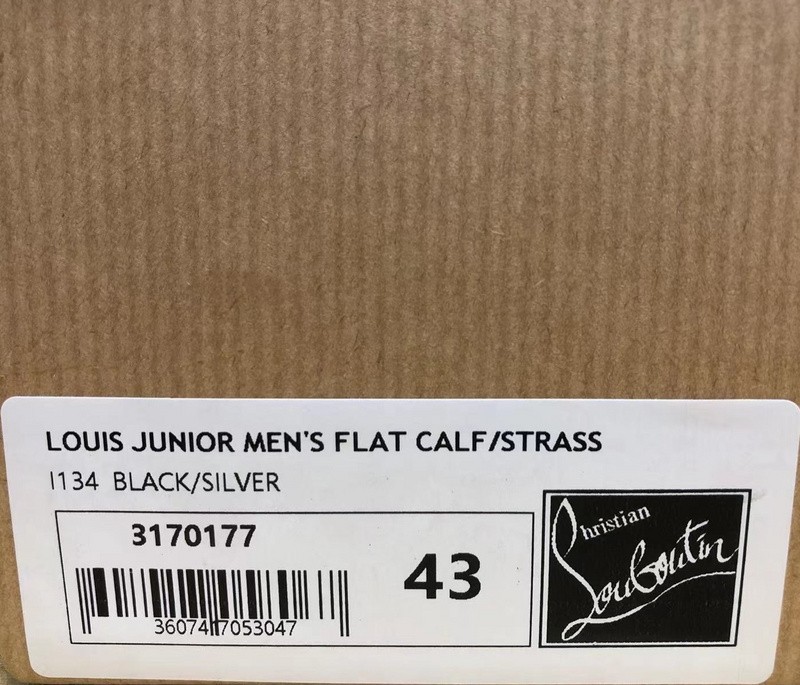 LOUIS JUNIOR MEN'S FLAT CALF/STRASS
I134 BLACK/SILVER
3170177
43
3607417053047
Christian
Louboutin